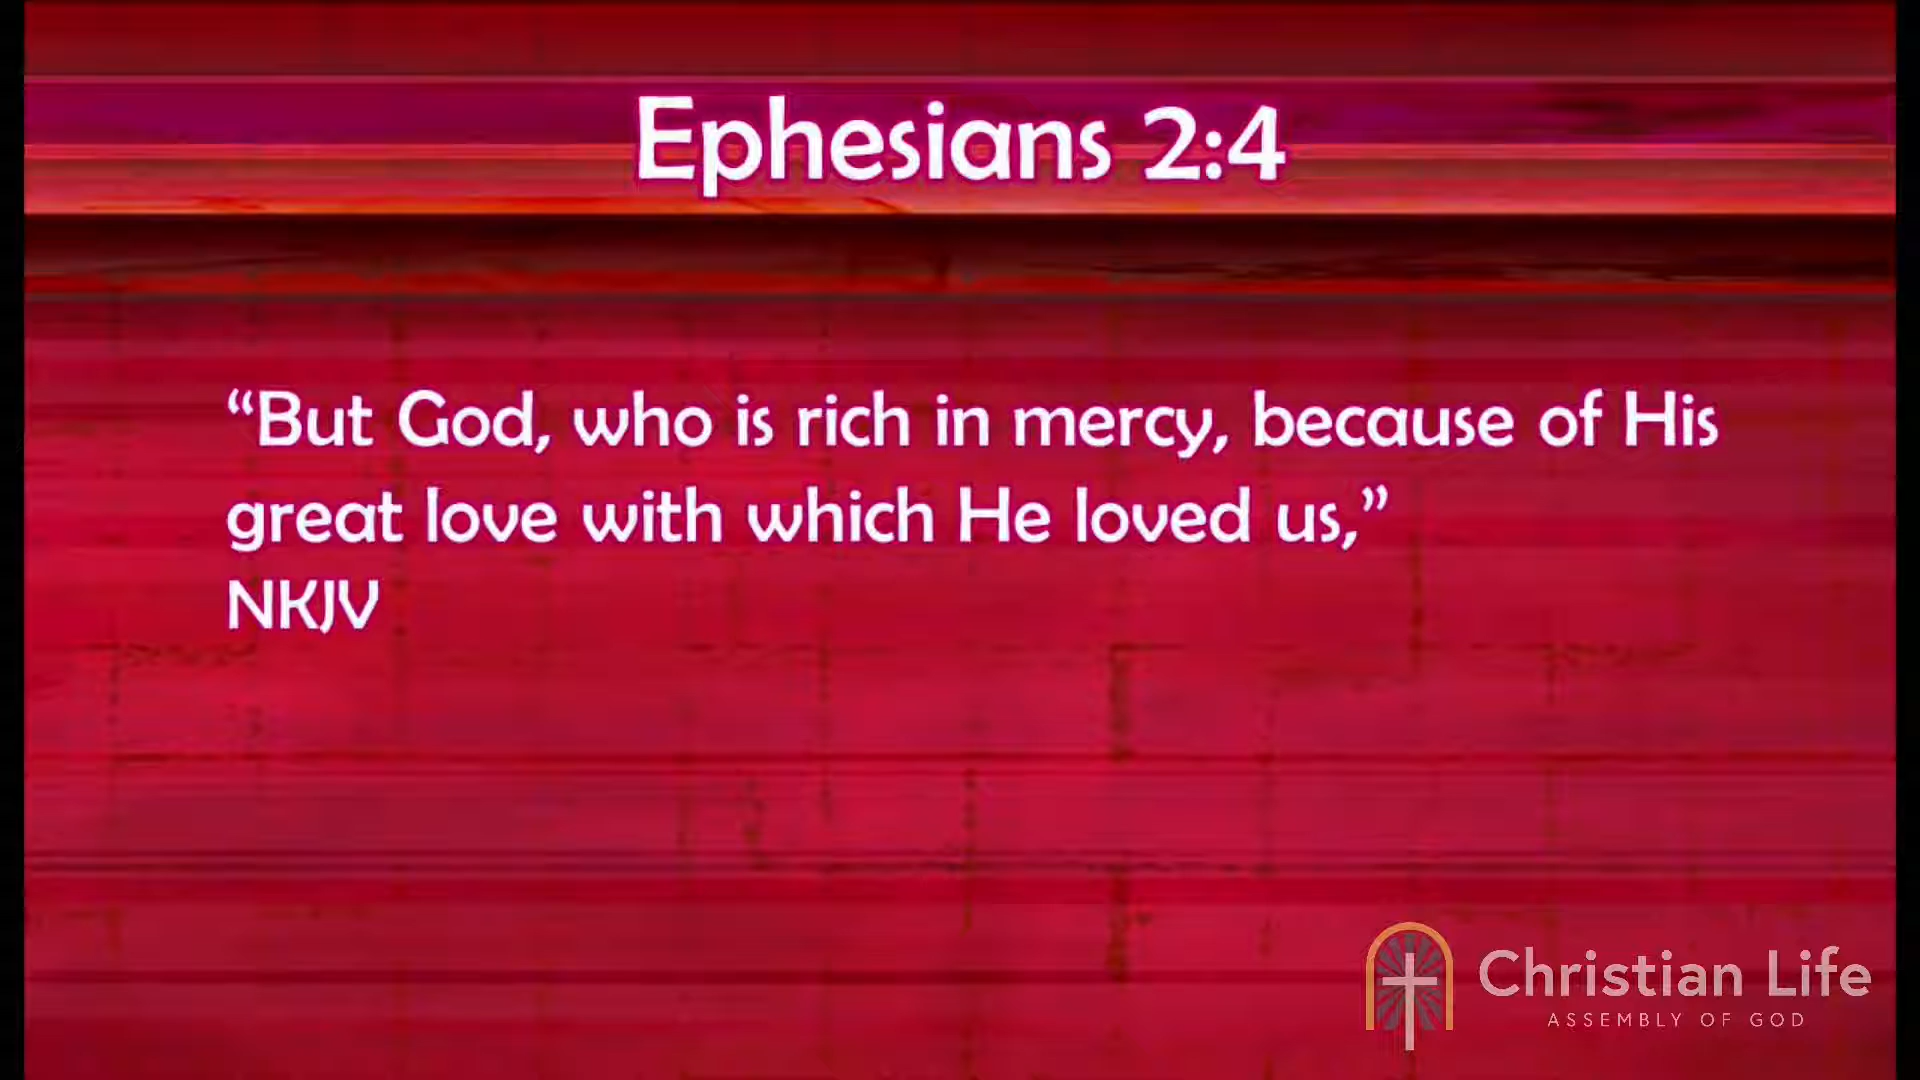 Ephesians 2:4
“But God, who is rich in mercy, because of His
great love with which He loved us,”
NKJV
Christian Life
ASSEMBLY OF GOD